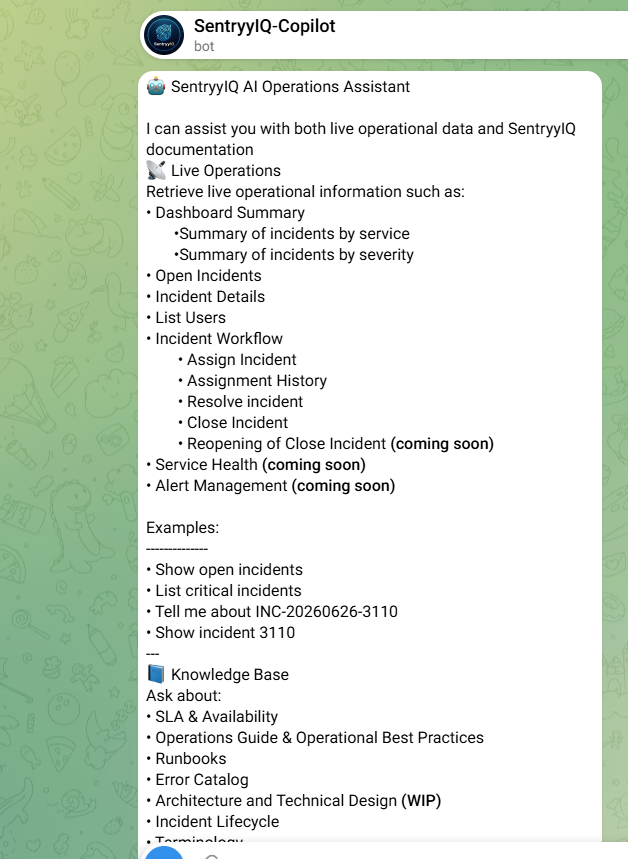 SentryyIQ-Copilot
bot
🤖 SentryyIQ AI Operations Assistant
I can assist you with both live operational data and SentryyIQ
documentation
📡 Live Operations
Retrieve live operational information such as:
• Dashboard Summary
•Summary of incidents by service
•Summary of incidents by severity
• Open Incidents
• Incident Details
• List Users
• Incident Workflow
• Assign Incident
• Assignment History
• Resolve incident
• Close Incident
• Reopening of Close Incident (coming soon)
• Service Health (coming soon)
• Alert Management (coming soon)
Examples:
--------------
• Show open incidents
• List critical incidents
• Tell me about INC-20260626-3110
• Show incident 3110
---
📘 Knowledge Base
Ask about:
• SLA & Availability
• Operations Guide & Operational Best Practices
• Runbooks
• Error Catalog
• Architecture and Technical Design (WIP)
• Incident Lifecycle
• Terminology